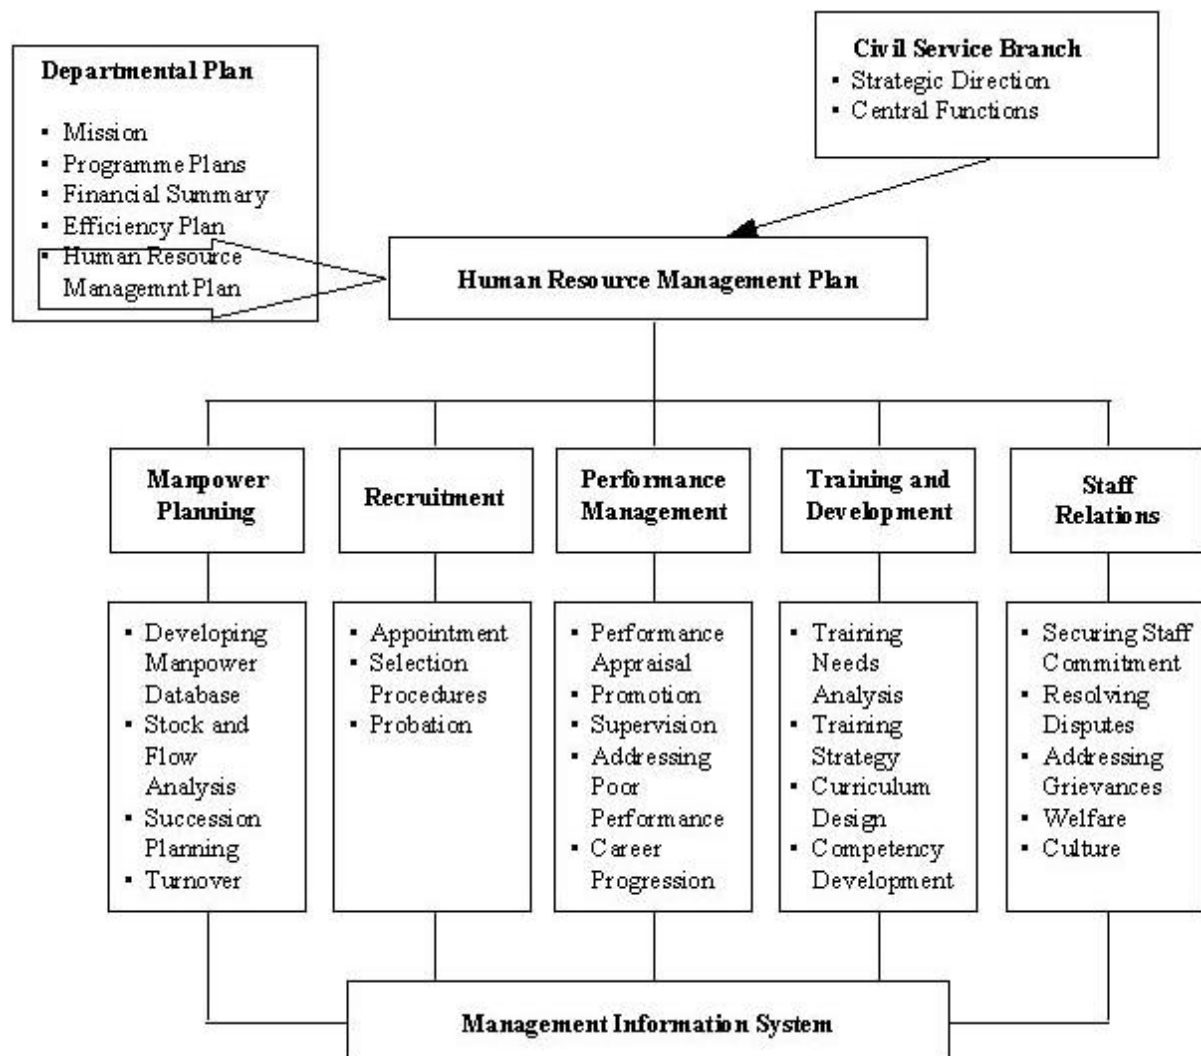 Departmental Plan
▪ Mission
▪ Programme Plans
▪ Financial Summary
▪ Efficiency Plan
▪ Human Resource
Managemnt Plan
Civil Service Branch
▪ Strategic Direction
▪ Central Functions
Human Resource Management Plan
Manpower
Planning
Recruitment
Performance
Management
Training and
Development
Staff
Relations
▪ Developing
Manpower
Database
▪ Stock and
Flow
Analysis
▪ Succession
Planning
▪ Turnover
▪ Appointment
▪ Selection
Procedures
▪ Probation
▪ Performance
Appraisal
▪ Promotion
▪ Supervision
▪ Addressing
Poor
Performance
▪ Career
Progression
▪ Training
Needs
Analysis
▪ Training
Strategy
▪ Curriculum
Design
▪ Competency
Development
▪ Securing Staff
Commitment
▪ Resolving
Disputes
▪ Addressing
Grievances
▪ Welfare
▪ Culture
Management Information System